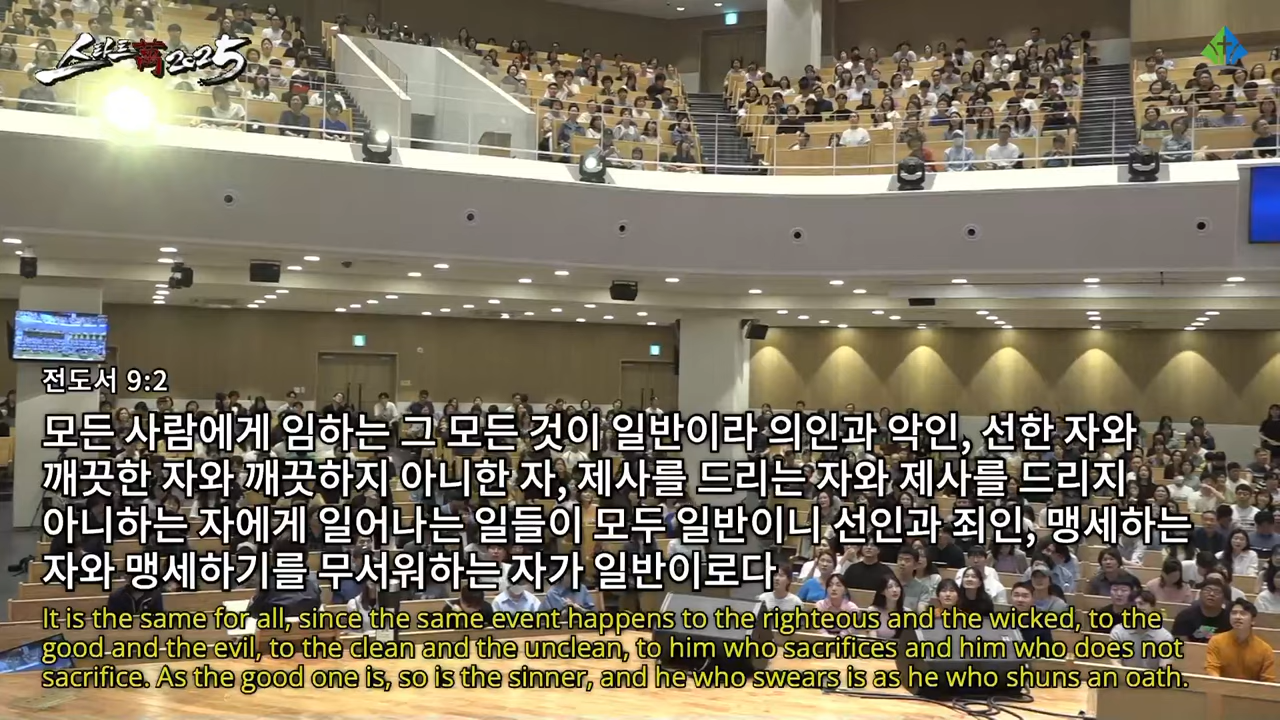 스타트 2025
전도서 9:2
모든 사람에게 임하는 그 모든 것이 일반이라 의인과 악인, 선한 자와
깨끗한 자와 깨끗하지 아니한 자, 제사를 드리는 자와 제사를 드리지
아니하는 자에게 일어나는 일들이 모두 일반이니 선인과 죄인, 맹세하는
자와 맹세하기를 무서워하는 자가 일반이로다
It is the same for all, since the same event happens to the righteous and the wicked, to the
good and the evil, to the clean and the unclean, to him who sacrifices and him who does not
sacrifice. As the good one is, so is the sinner, and he who swears is as he who shuns an oath.